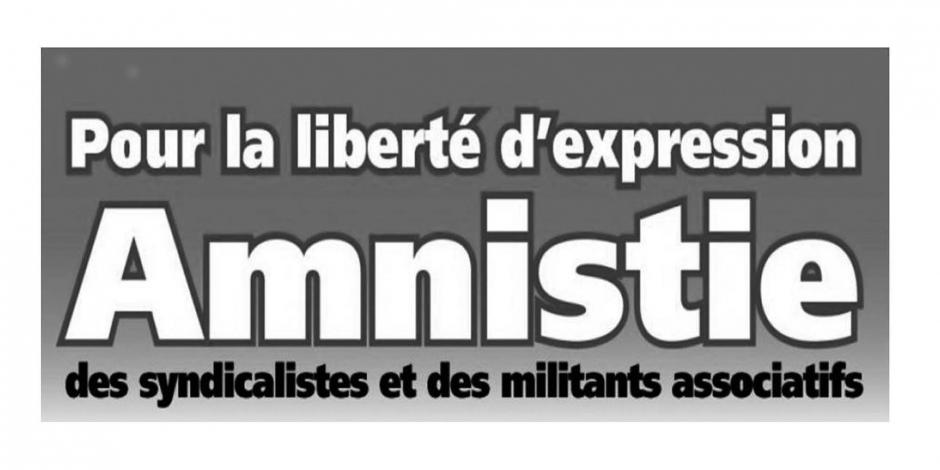 Pour la liberté d'expression
Amnistie
des syndicalistes et des militants associatifs